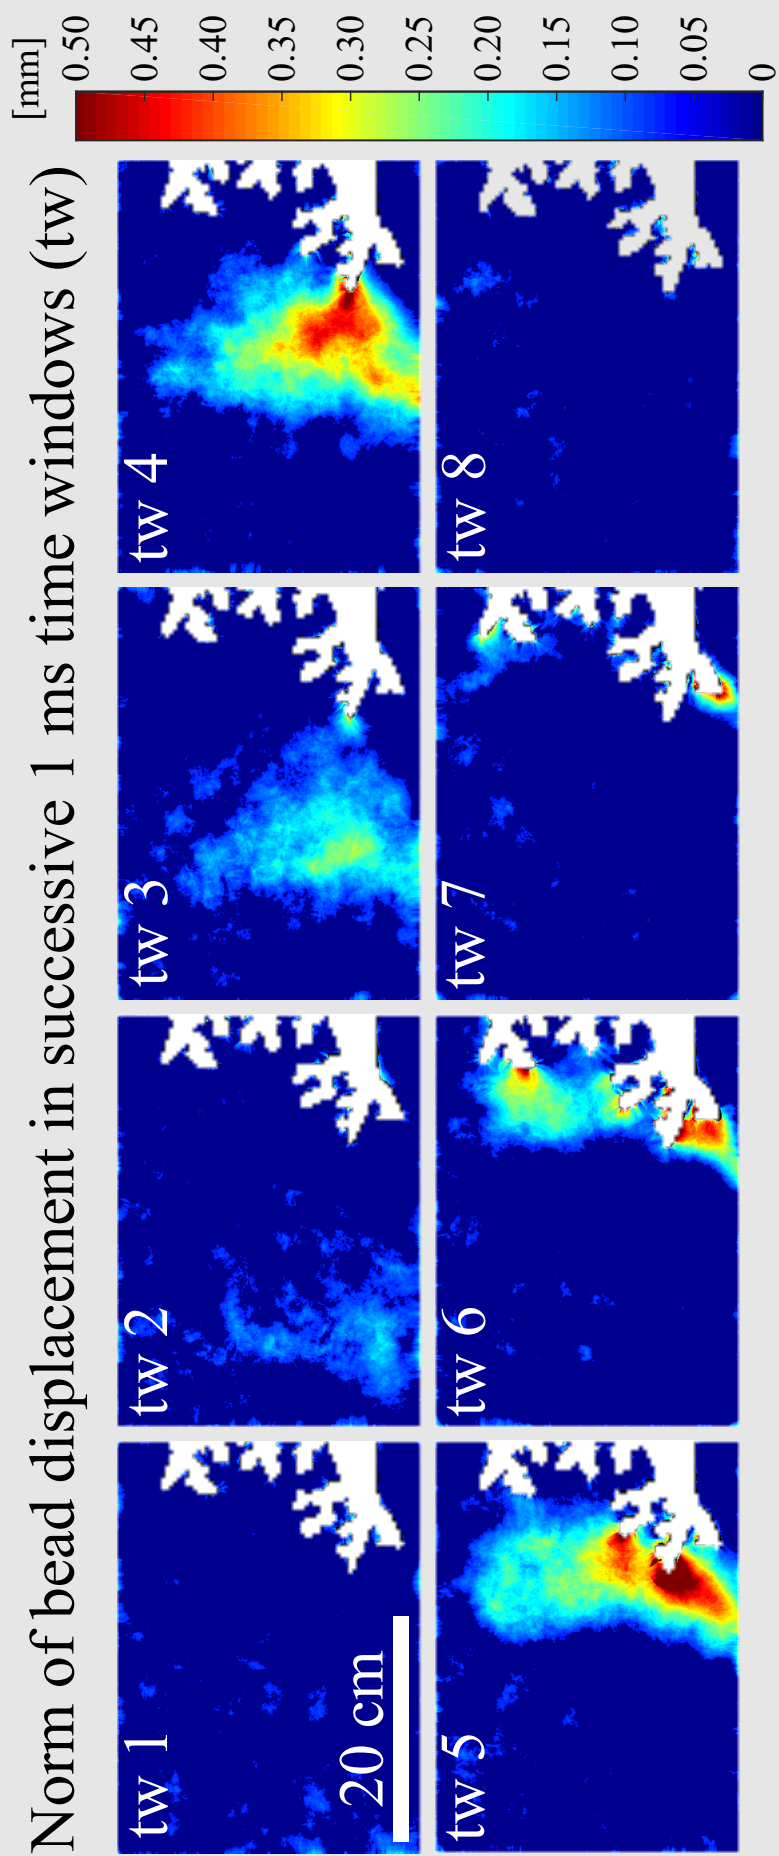 Norm of bead displacement in successive 1 ms time windows (tw)
[mm]
tw 1
tw 2
tw 3
tw 4
0.50
0.45
0.40
0.35
0.30
0.25
0.20
0.15
0.10
0.05
0
20 cm
tw 5
tw 6
tw 7
tw 8